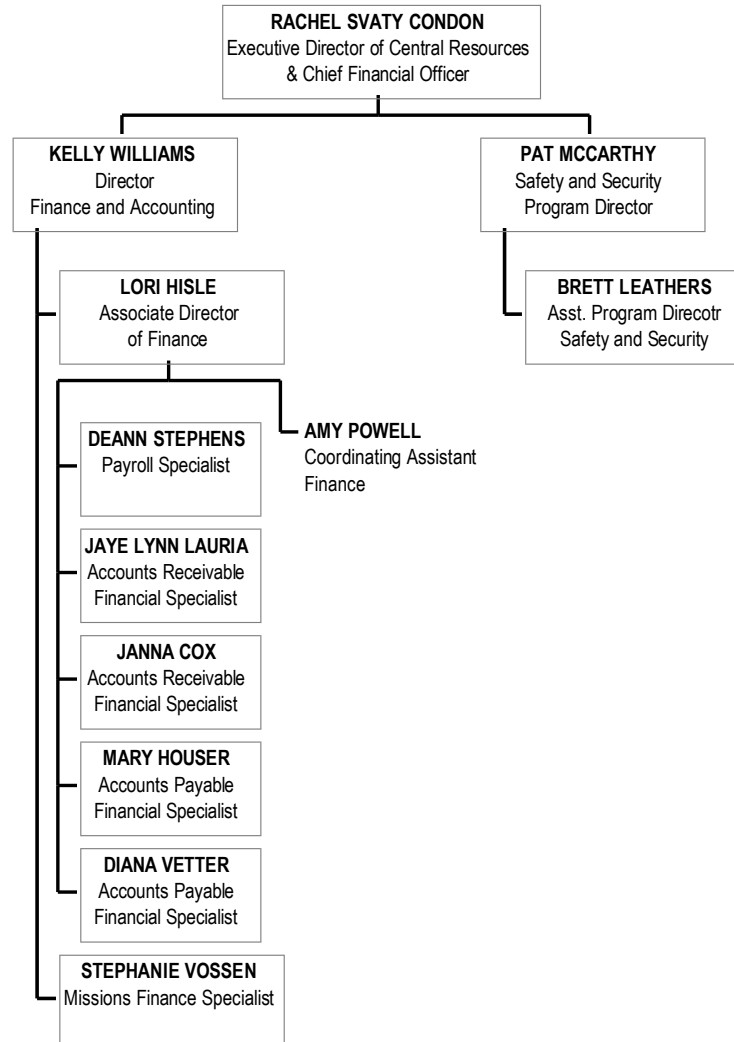 RACHEL SVATY CONDON
Executive Director of Central Resources
& Chief Financial Officer
KELLY WILLIAMS
Director
Finance and Accounting
PAT MCCARTHY
Safety and Security
Program Director
LORI HISLE
Associate Director
of Finance
BRETT LEATHERS
Asst. Program Direcotr
Safety and Security
DEANN STEPHENS
Payroll Specialist
AMY POWELL
Coordinating Assistant
Finance
JAYE LYNN LAURIA
Accounts Receivable
Financial Specialist
JANNA COX
Accounts Receivable
Financial Specialist
MARY HOUSER
Accounts Payable
Financial Specialist
DIANA VETTER
Accounts Payable
Financial Specialist
STEPHANIE VOSSEN
Missions Finance Specialist